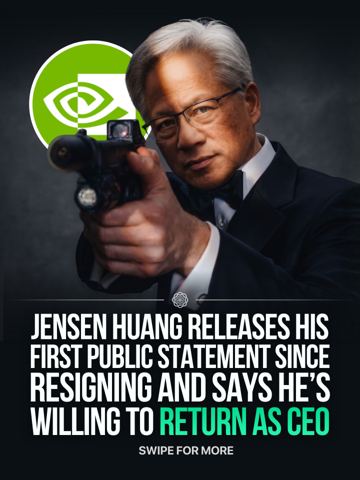 JENSEN HUANG RELEASES HIS
FIRST PUBLIC STATEMENT SINCE
RESIGNING AND SAYS HE'S
WILLING TO RETURN AS CEO
SWIPE FOR MORE